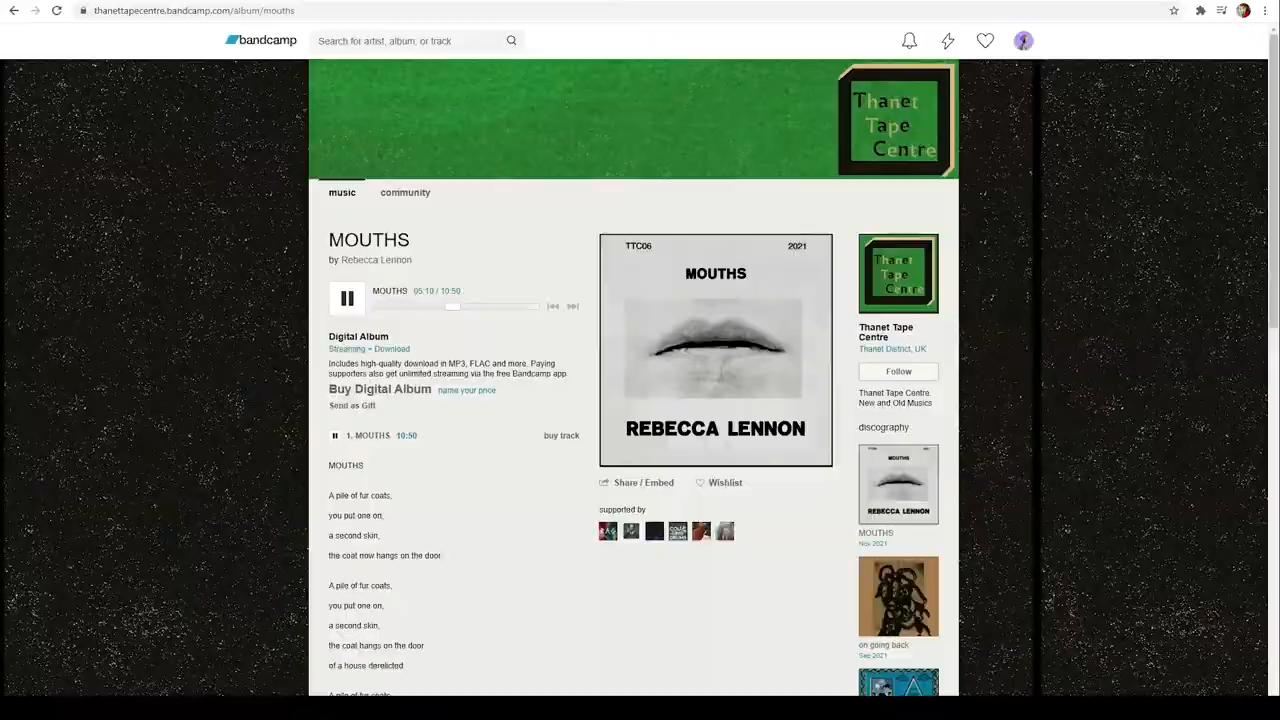 thanettapecentre.bandcamp.com/album/mouths
bandcamp
Search for artist, album, or track
Thanet
Tape
Centre
music
community
MOUTHS
by Rebecca Lennon
MOUTHS 05:10 / 10:50
Digital Album
Streaming + Download
Includes high-quality download in MP3, FLAC and more. Paying
supporters also get unlimited streaming via the free Bandcamp app.
Buy Digital Album name your price
Send as Gift
1. MOUTHS 10:50 buy track
MOUTHS
A pile of fur coats,
you put one on,
a second skin,
the coat now hangs on the door
A pile of fur coats,
you put one on,
a second skin,
the coat hangs on the door
of a house derelicted
A pile of fur coats
TTC06 2021
MOUTHS
REBECCA LENNON
Share / Embed
Wishlist
supported by
Thanet
Tape
Centre
Thanet Tape
Centre
Thanet District, UK
Follow
Thanet Tape Centre.
New and Old Musics
discography
MOUTHS
REBECCA LENNON
MOUTHS
Nov 2021
on going back
Sep 2021